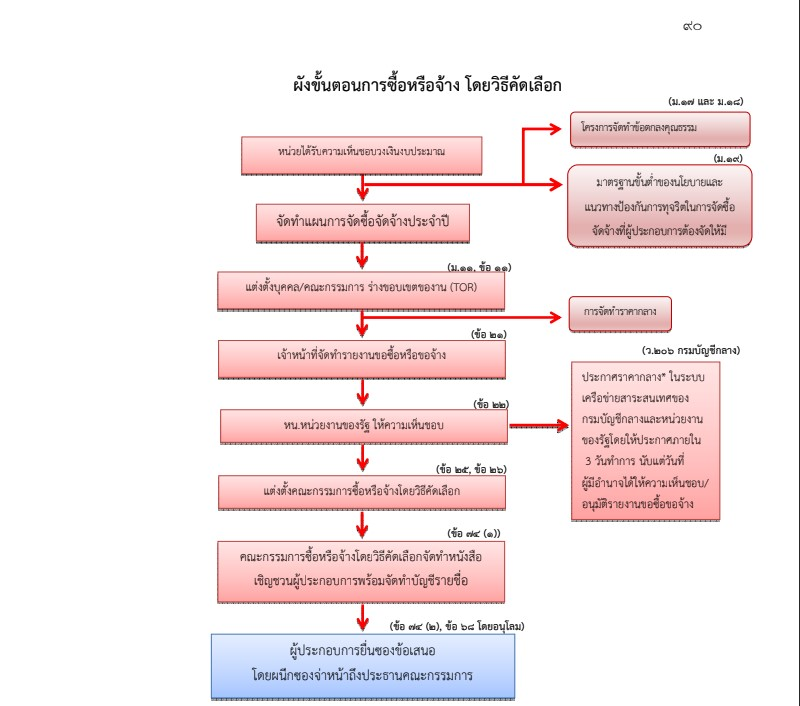 ๙๐
ผังขั้นตอนการซื้อหรือจ้าง โดยวิธีคัดเลือก
(ม.๑๗ และ ม.๑๘)
โครงการจัดทำข้อตกลงคุณธรรม
หน่วยได้รับความเห็นชอบวงเงินงบประมาณ
(ม.๑๙)
มาตรฐานขั้นต่ำของนโยบายและ
แนวทางป้องกันการทุจริตในการจัดซื้อ
จัดจ้างที่ผู้ประกอบการต้องจัดให้มี
จัดทำแผนการจัดซื้อจัดจ้างประจำปี
(ม.๑๑, ข้อ ๑๑)
แต่งตั้งบุคคล/คณะกรรมการ ร่างขอบเขตของงาน (TOR)
การจัดทำราคากลาง
(ข้อ ๒๑)
เจ้าหน้าที่จัดทำรายงานขอซื้อหรือขอจ้าง
(ว.๒๐๖ กรมบัญชีกลาง)
ประกาศราคากลาง* ในระบบ
เครือข่ายสาระสนเทศของ
กรมบัญชีกลางและหน่วยงาน
ของรัฐโดยให้ประกาศภายใน
3 วันทำการ นับแต่วันที่
ผู้มีอำนาจได้ให้ความเห็นชอบ/
อนุมัติรายงานขอซื้อขอจ้าง
(ข้อ ๒๒)
หน.หน่วยงานของรัฐ ให้ความเห็นชอบ
(ข้อ ๒๕, ข้อ ๒๖)
แต่งตั้งคณะกรรมการซื้อหรือจ้างโดยวิธีคัดเลือก
(ข้อ ๗๔ (๑))
คณะกรรมการซื้อหรือจ้างโดยวิธีคัดเลือกจัดทำหนังสือ
เชิญชวนผู้ประกอบการพร้อมจัดทำบัญชีรายชื่อ
(ข้อ ๗๔ (๒), ข้อ ๖๘ โดยอนุโลม)
ผู้ประกอบการยื่นซองข้อเสนอ
โดยผนึกซองจ่าหน้าถึงประธานคณะกรรมการ